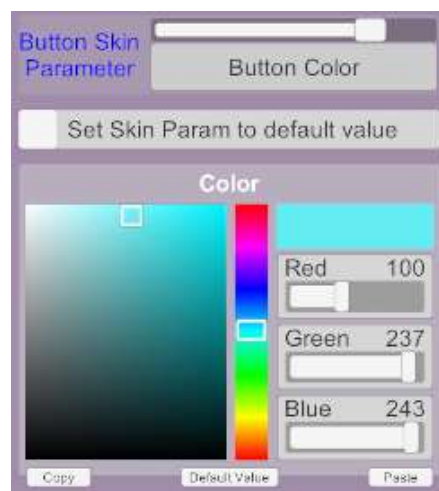 Button Skin
Parameter
Button Color
Set Skin Param to default value
Color
Red 100
Green 237
Blue 243
Copy Default Value Paste